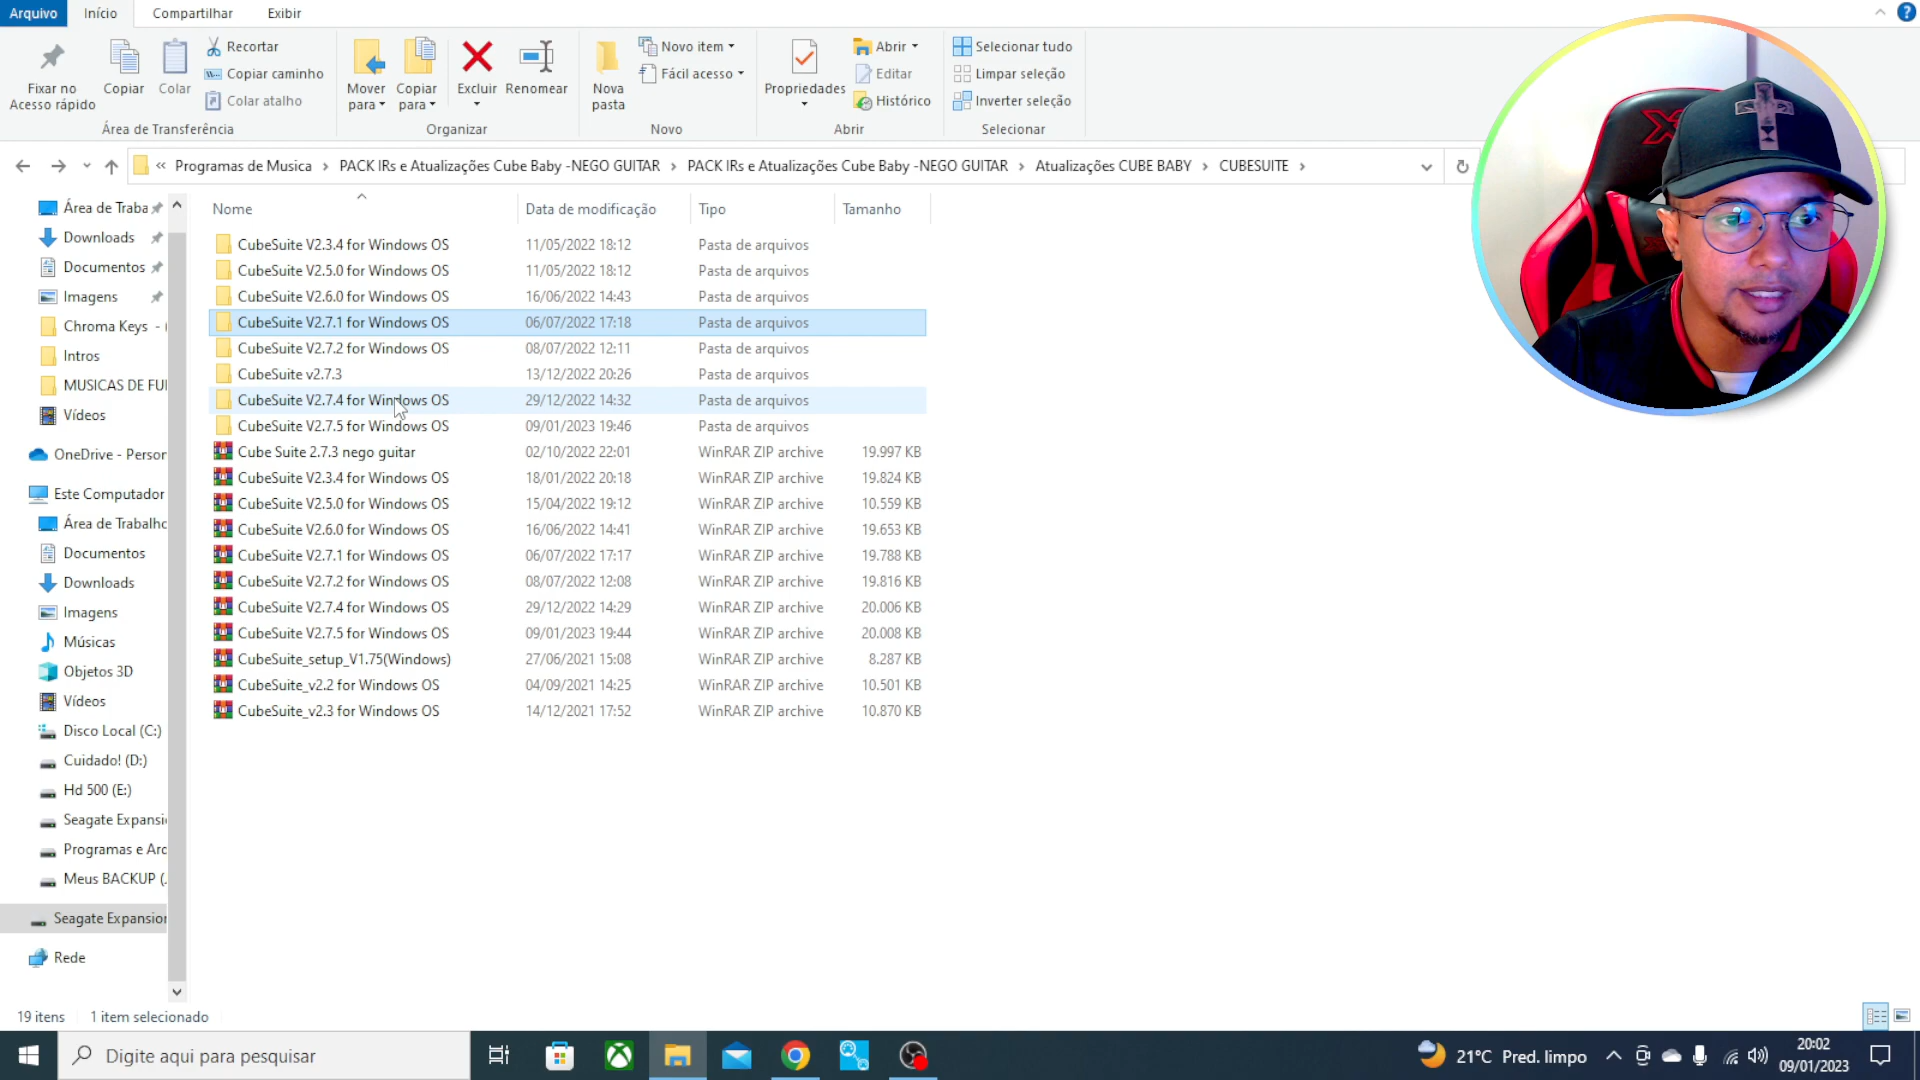 Arquivo Início Compartilhar Exibir
Fixar no Acesso rápido
Copiar
Colar
Recortar
Copiar caminho
Colar atalho
Área de Transferência
Mover para
Copiar para
Excluir
Renomear
Organizar
Nova pasta
Novo item
Fácil acesso
Novo
Propriedades
Abrir
Editar
Histórico
Abrir
Selecionar tudo
Limpar seleção
Inverter seleção
Selecionar
« Programas de Musica › PACK IRs e Atualizações Cube Baby -NEGO GUITAR › PACK IRs e Atualizações Cube Baby -NEGO GUITAR › Atualizações CUBE BABY › CUBESUITE ›
Área de Traba
Downloads
Documentos
Imagens
Chroma Keys - (
Intros
MUSICAS DE FU
Vídeos
OneDrive - Person
Este Computador
Área de Trabalho
Documentos
Downloads
Imagens
Músicas
Objetos 3D
Vídeos
Disco Local (C:)
Cuidado! (D:)
Hd 500 (E:)
Seagate Expansi
Programas e Arc
Meus BACKUP (
Seagate Expansion
Rede
Nome Data de modificação Tipo Tamanho
CubeSuite V2.3.4 for Windows OS 11/05/2022 18:12 Pasta de arquivos
CubeSuite V2.5.0 for Windows OS 11/05/2022 18:12 Pasta de arquivos
CubeSuite V2.6.0 for Windows OS 16/06/2022 14:43 Pasta de arquivos
CubeSuite V2.7.1 for Windows OS 06/07/2022 17:18 Pasta de arquivos
CubeSuite V2.7.2 for Windows OS 08/07/2022 12:11 Pasta de arquivos
CubeSuite v2.7.3 13/12/2022 20:26 Pasta de arquivos
CubeSuite V2.7.4 for Windows OS 29/12/2022 14:32 Pasta de arquivos
CubeSuite V2.7.5 for Windows OS 09/01/2023 19:46 Pasta de arquivos
Cube Suite 2.7.3 nego guitar 02/10/2022 22:01 WinRAR ZIP archive 19.997 KB
CubeSuite V2.3.4 for Windows OS 18/01/2022 20:18 WinRAR ZIP archive 19.824 KB
CubeSuite V2.5.0 for Windows OS 15/04/2022 19:12 WinRAR ZIP archive 10.559 KB
CubeSuite V2.6.0 for Windows OS 16/06/2022 14:41 WinRAR ZIP archive 19.653 KB
CubeSuite V2.7.1 for Windows OS 06/07/2022 17:17 WinRAR ZIP archive 19.788 KB
CubeSuite V2.7.2 for Windows OS 08/07/2022 12:08 WinRAR ZIP archive 19.816 KB
CubeSuite V2.7.4 for Windows OS 29/12/2022 14:29 WinRAR ZIP archive 20.006 KB
CubeSuite V2.7.5 for Windows OS 09/01/2023 19:44 WinRAR ZIP archive 20.008 KB
CubeSuite_setup_V1.75(Windows) 27/06/2021 15:08 WinRAR ZIP archive 8.287 KB
CubeSuite_v2.2 for Windows OS 04/09/2021 14:25 WinRAR ZIP archive 10.501 KB
CubeSuite_v2.3 for Windows OS 14/12/2021 17:52 WinRAR ZIP archive 10.870 KB
19 itens 1 item selecionado
Digite aqui para pesquisar
21°C Pred. limpo
20:02
09/01/2023